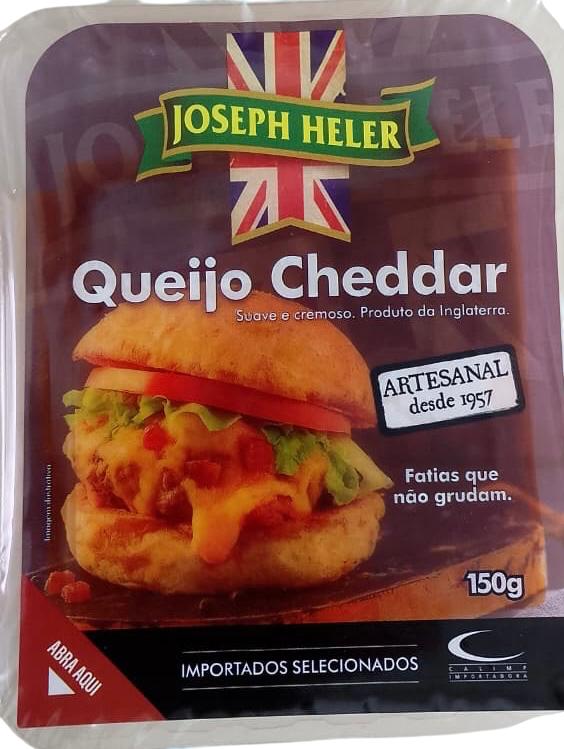 JOSEPH HELER
Queijo Cheddar
Suave e cremoso. Produto da Inglaterra.
ARTESANAL
desde 1957
Fatias que
não grudam.
Imagem ilustrativa
150g
ABRA AQUI
IMPORTADOS SELECIONADOS
CALIMP
IMPORTADORA